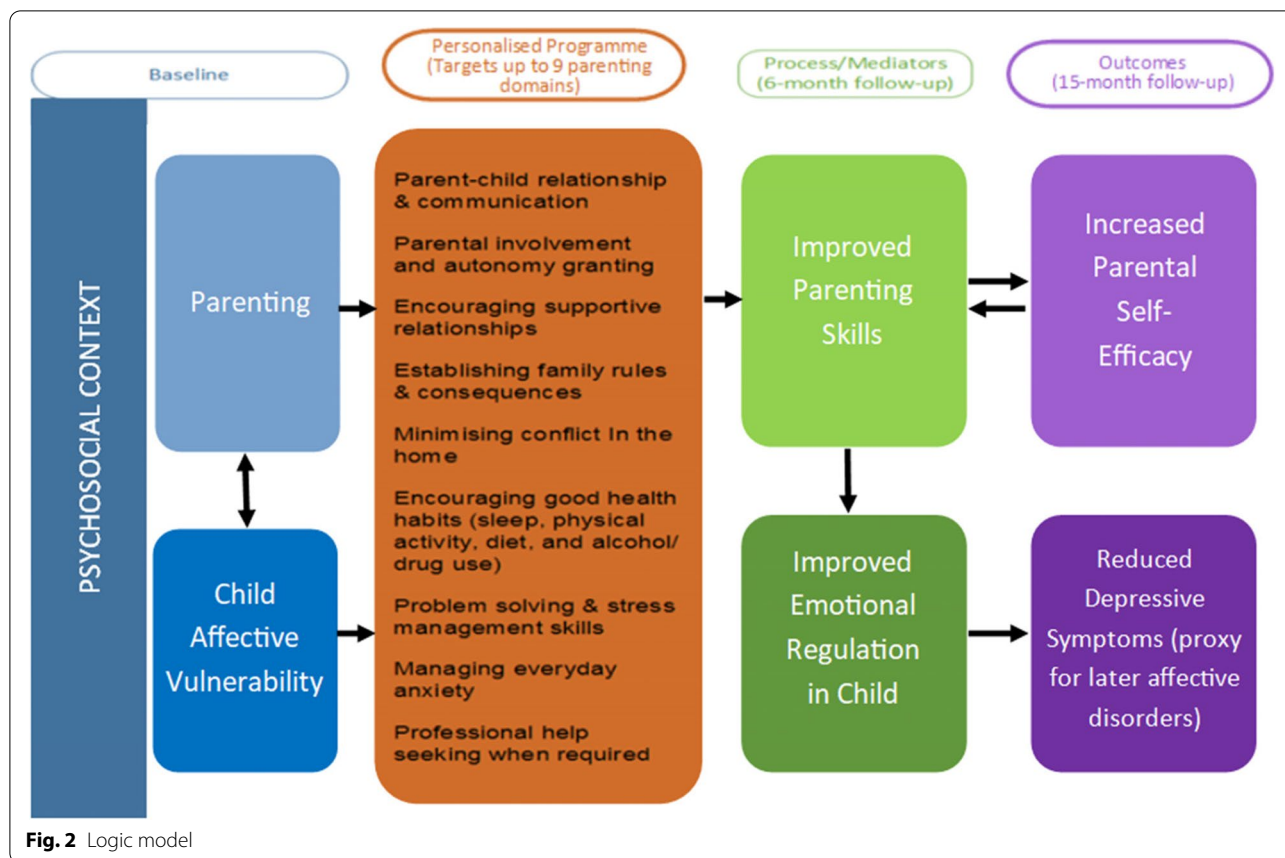 Baseline
Personalised Programme
(Targets up to 9 parenting
domains)
Process/Mediators
(6-month follow-up)
Outcomes
(15-month follow-up)
PSYCHOSOCIAL CONTEXT
Parenting
Child
Affective
Vulnerability
Parent-child relationship
& communication
Parental involvement
and autonomy granting
Encouraging supportive
relationships
Establishing family rules
& consequences
Minimising conflict In the
home
Encouraging good health
habits (sleep, physical
activity, diet, and alcohol/
drug use)
Problem solving & stress
management skills
Managing everyday
anxiety
Professional help
seeking when required
Improved
Parenting
Skills
Improved
Emotional
Regulation
in Child
Increased
Parental
Self-
Efficacy
Reduced
Depressive
Symptoms (proxy
for later affective
disorders)
Fig. 2 Logic model